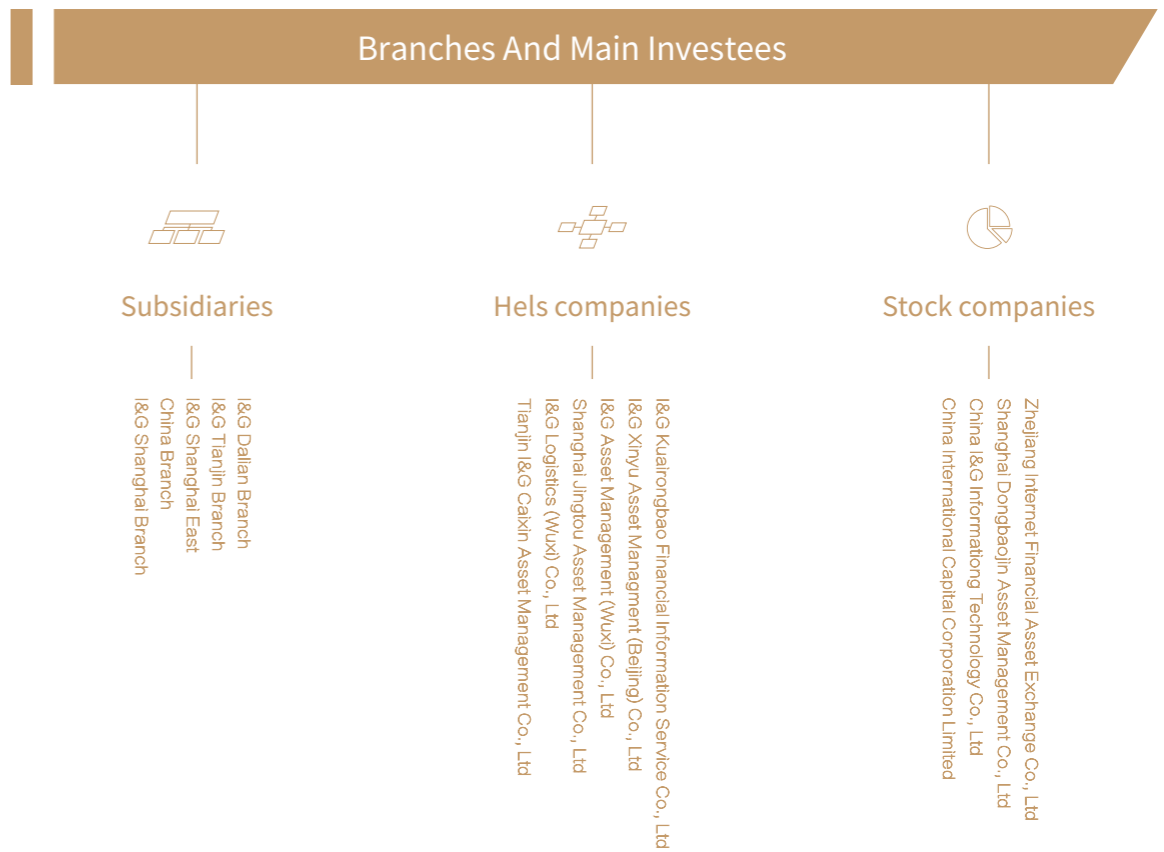 Branches And Main Investees
Subsidiaries
I&G Dalian Branch
I&G Tianjin Branch
I&G Shanghai East
China Branch
I&G Shanghai Branch
Hels companies
I&G Kuairongbao Financial Information Service Co., Ltd
I&G Xinyu Asset Managment (Beijing) Co., Ltd
I&G Asset Management (Wuxi) Co., Ltd
Shanghai Jingtou Asset Management Co., Ltd
I&G Logistics (Wuxi) Co., Ltd
Tianjin I&G Caixin Asset Management Co., Ltd
Stock companies
Zhejiang Internet Financial Asset Exchange Co., Ltd
Shanghai Dongbaojin Asset Management Co., Ltd
China I&G Informationg Technology Co., Ltd
China International Capital Corporation Limited